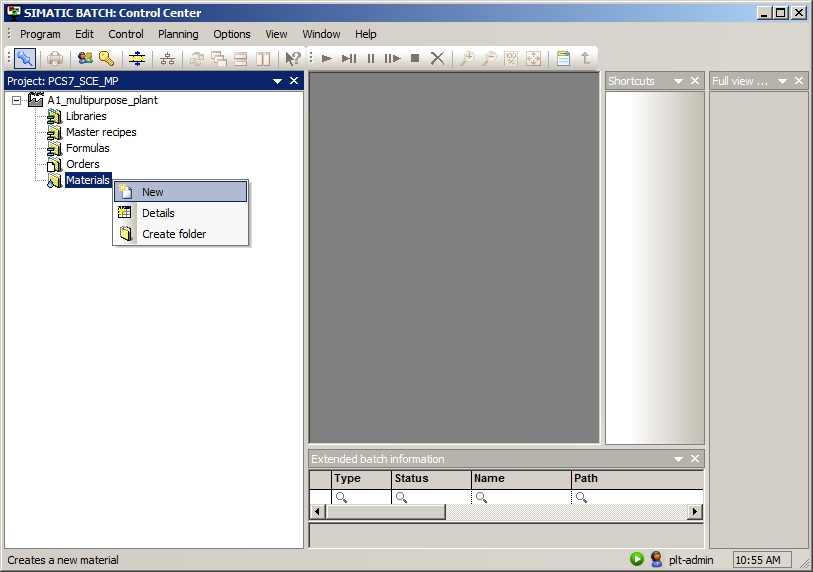 SIMATIC BATCH: Control Center
Program Edit Control Planning Options View Window Help
Project: PCS7_SCE_MP
Shortcuts
Full view ...
A1_multipurpose_plant
Libraries
Master recipes
Formulas
Orders
Materials
New
Details
Create folder
Extended batch information
Type Status Name Path
Creates a new material
plt-admin
10:55 AM